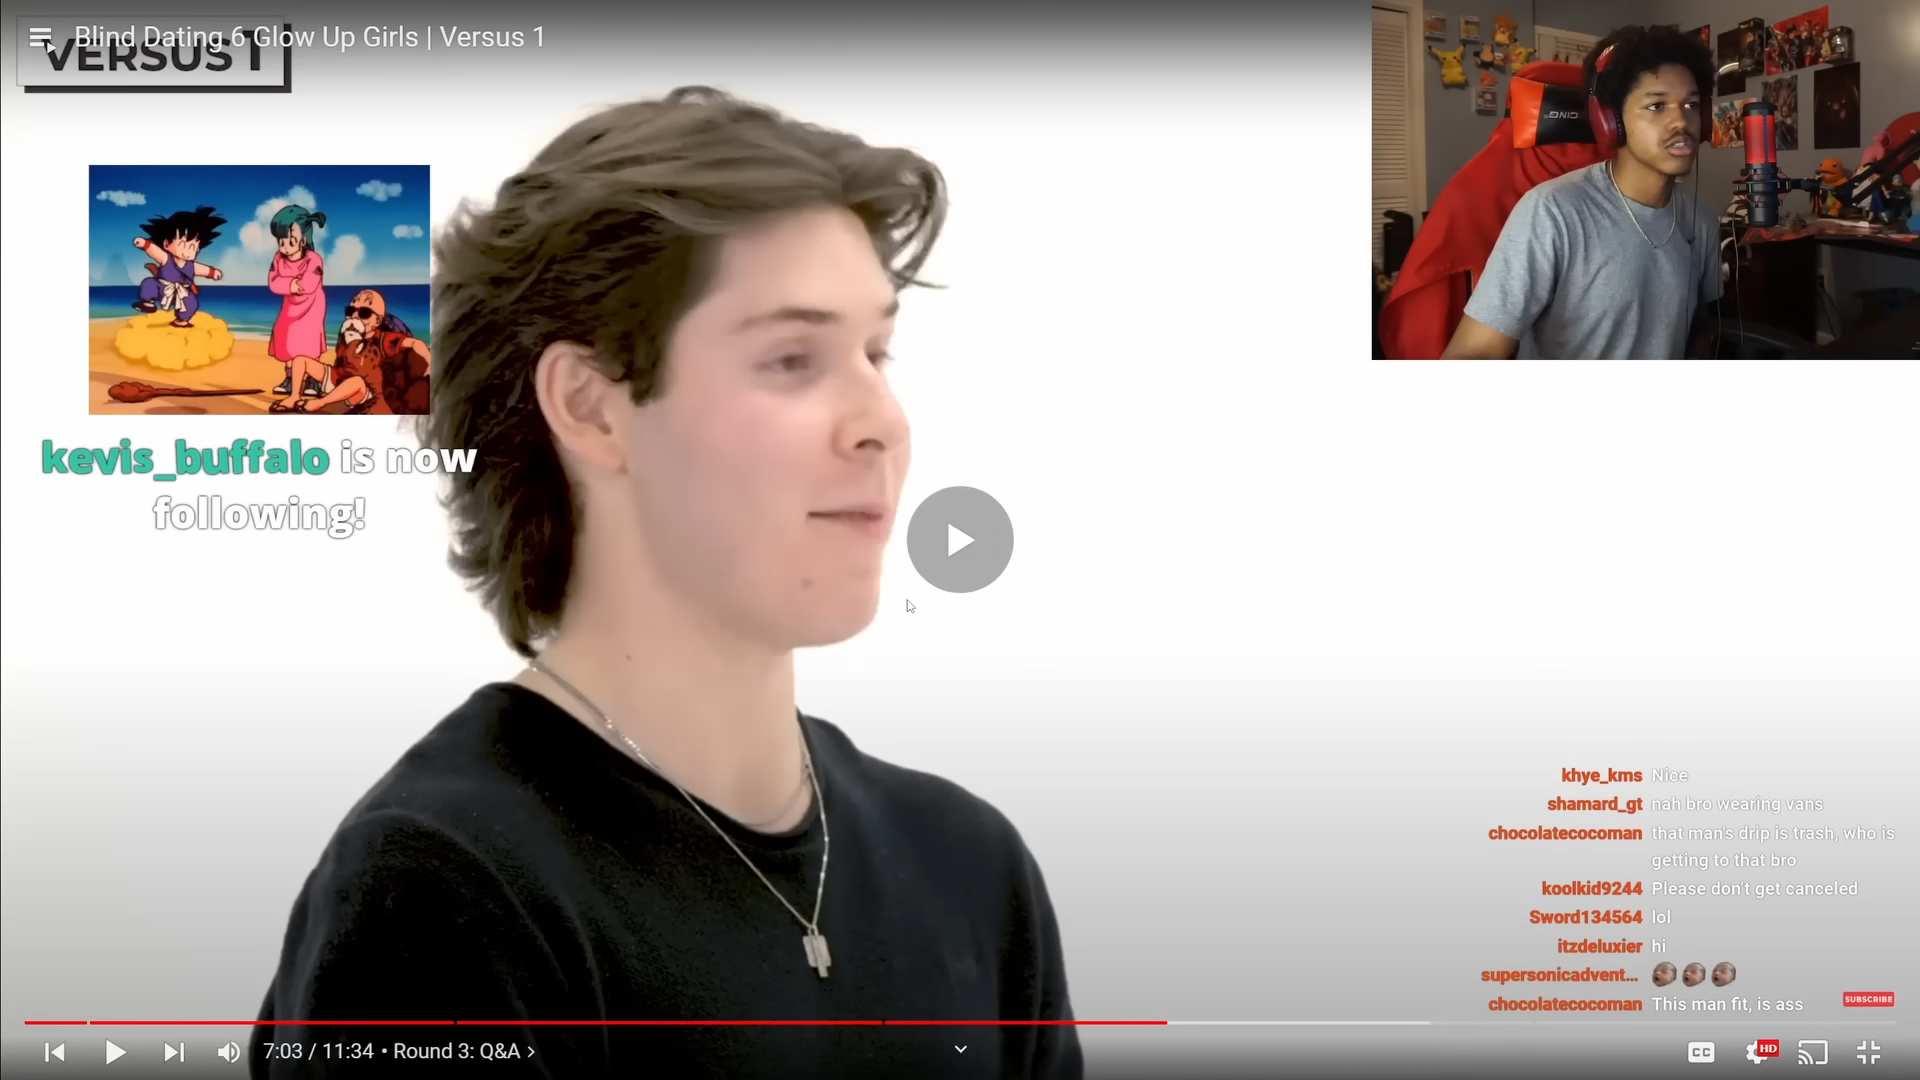 Blind Dating 6 Glow Up Girls | Versus 1
VERSUS 1
kevis_buffalo is now
following!
khye_kms Nice
shamard_gt nah bro wearing vans
chocolatecocoman that man's drip is trash, who is
getting to that bro
koolkid9244 Please don't get canceled
Sword134564 lol
itzdeluxier hi
supersonicadvent...
chocolatecocoman This man fit, is ass
SUBSCRIBE
7:03 / 11:34 • Round 3: Q&A
CC
HD